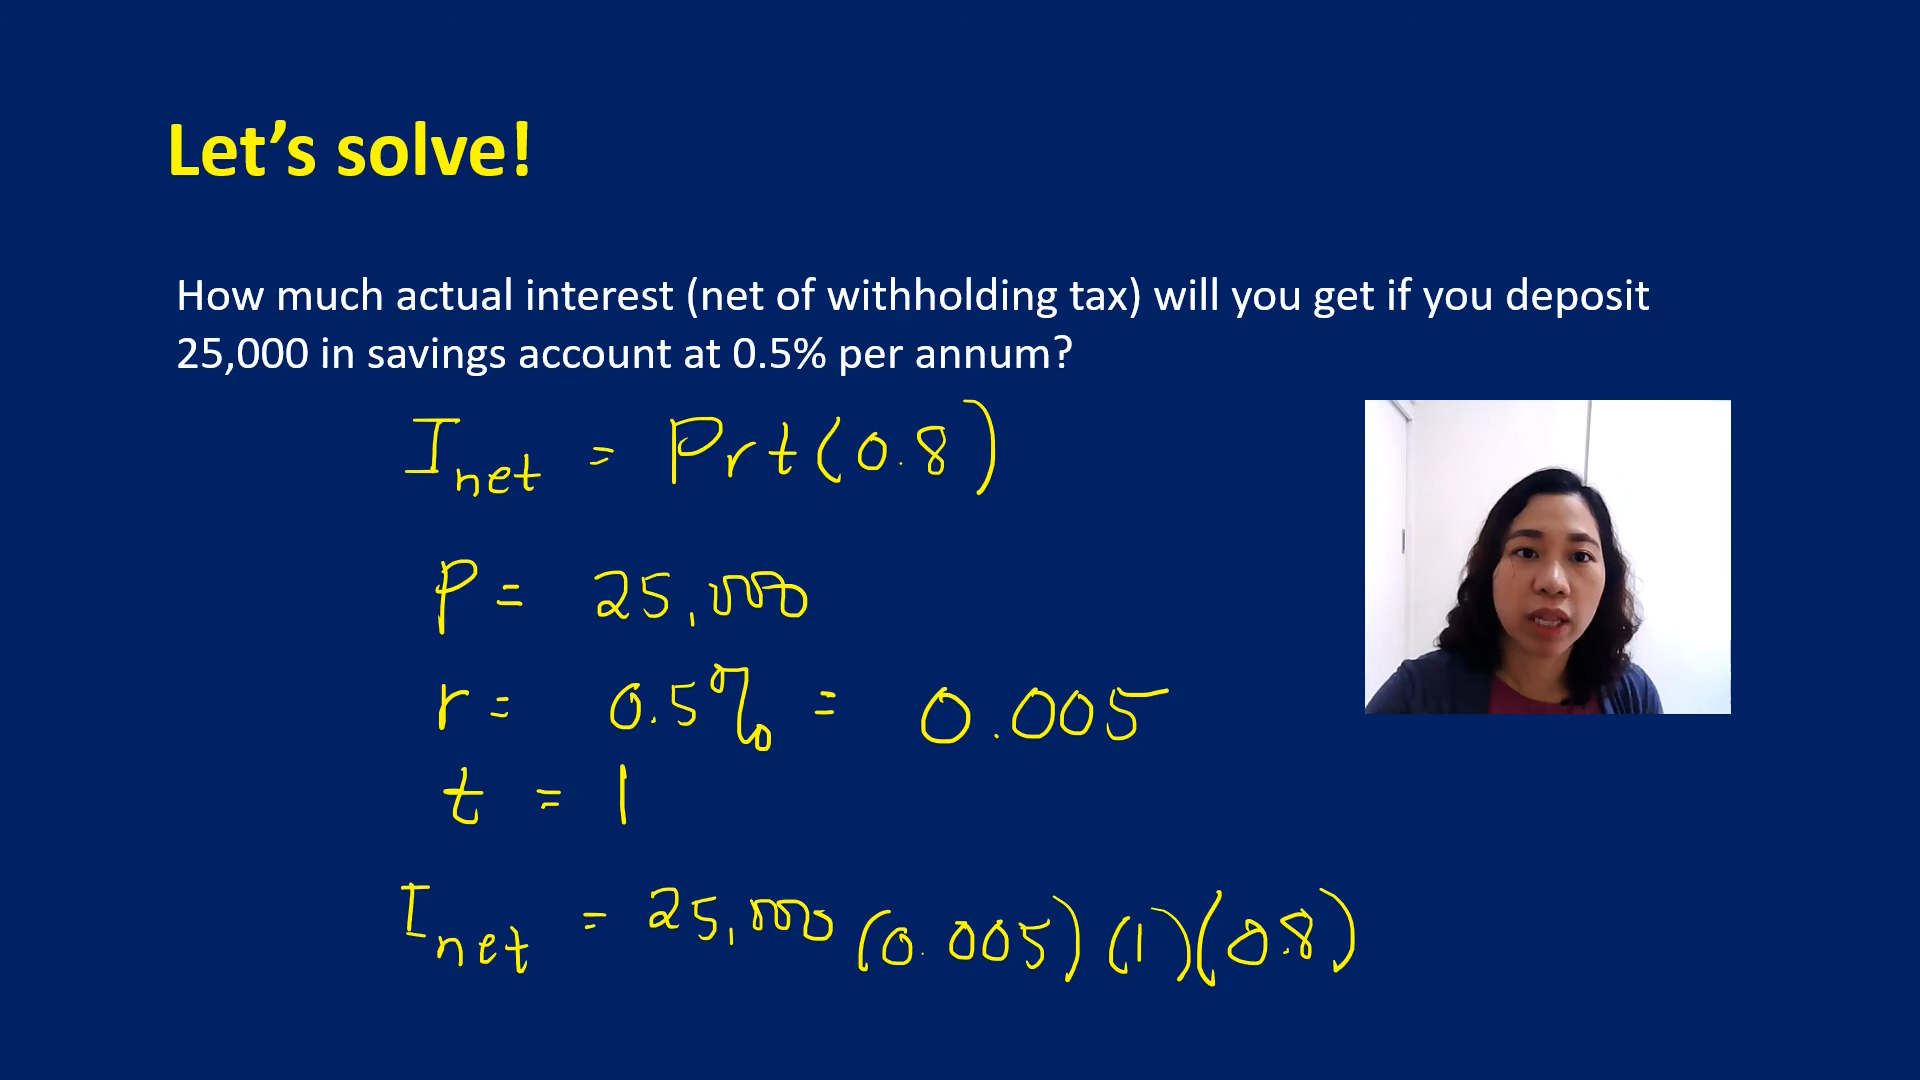 Let's solve!
How much actual interest (net of withholding tax) will you get if you deposit
25,000 in savings account at 0.5% per annum?
I net = Prt(0.8)
P = 25,000
r = 0.5% = 0.005
t = 1
I net = 25,000 (0.005) (1)(0.8)